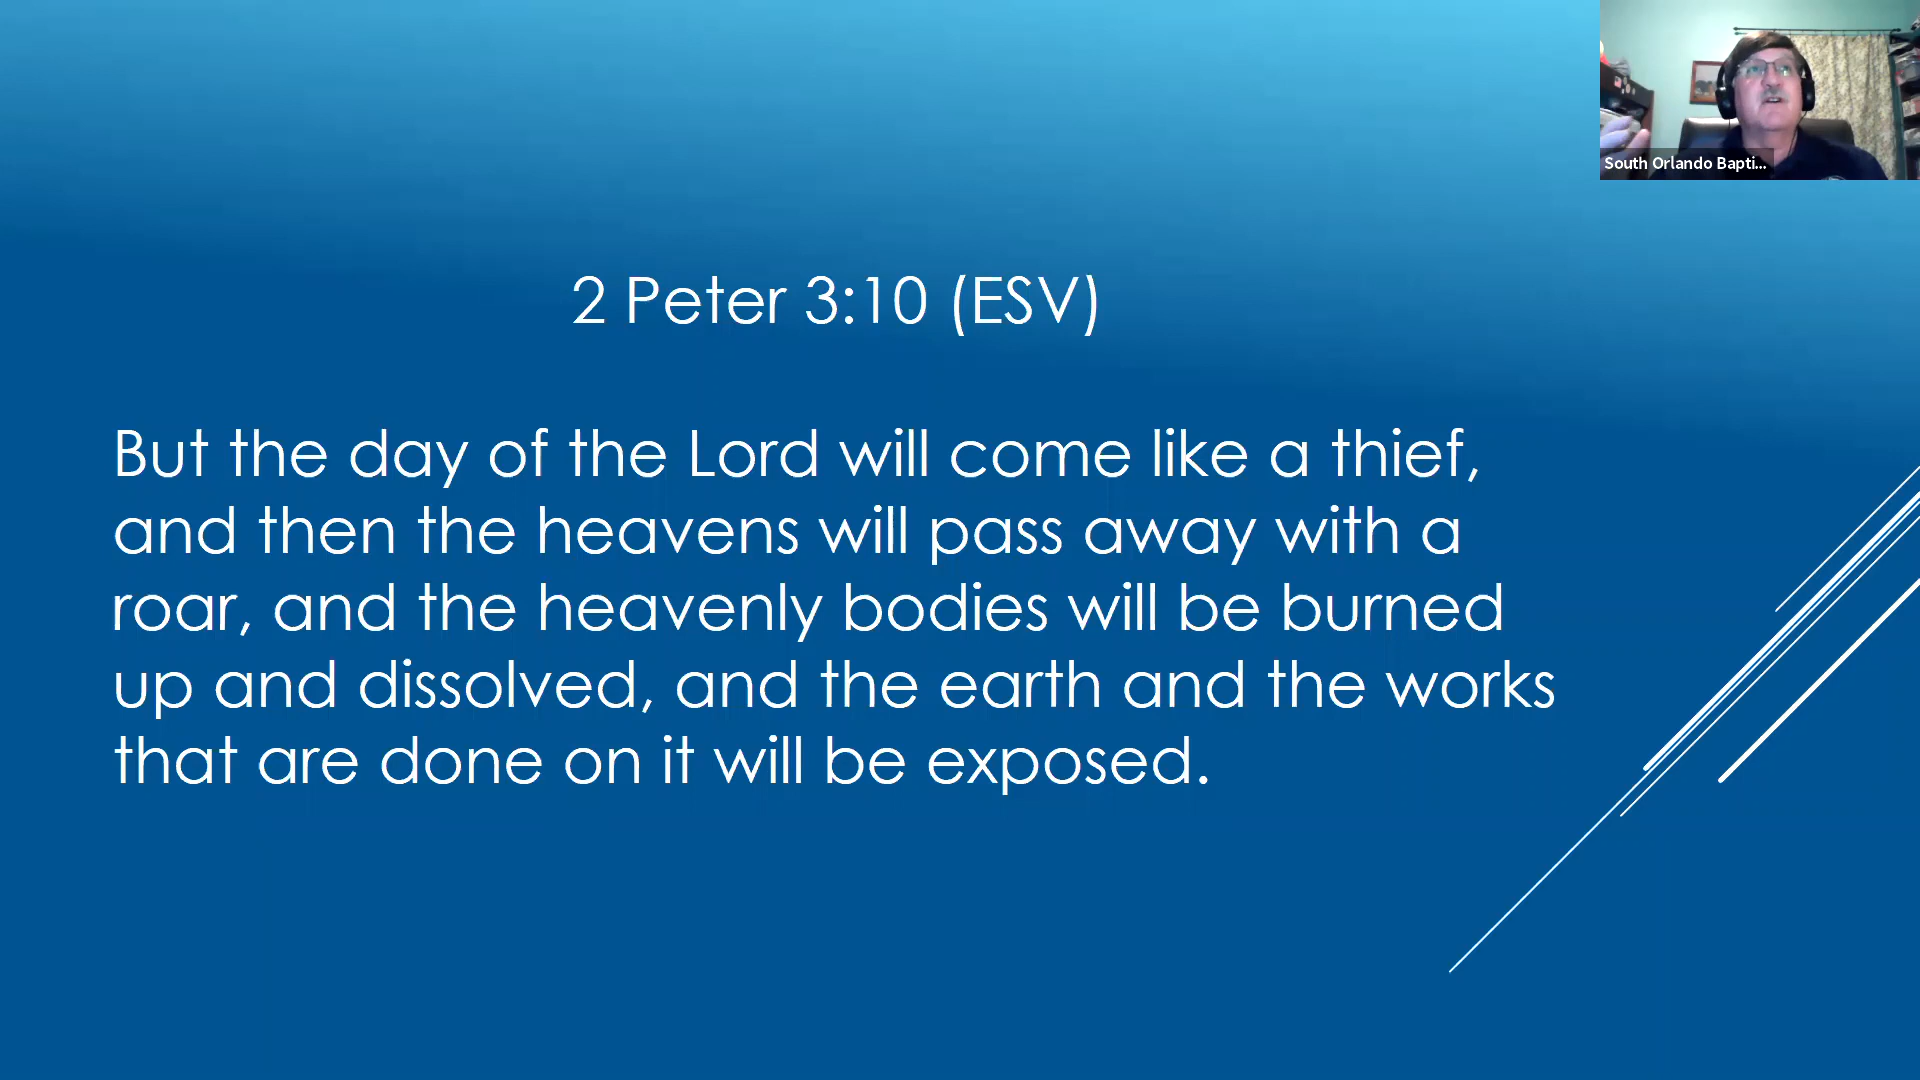 2 Peter 3:10 (ESV)
But the day of the Lord will come like a thief,
and then the heavens will pass away with a
roar, and the heavenly bodies will be burned
up and dissolved, and the earth and the works
that are done on it will be exposed.
South Orlando Bapti...